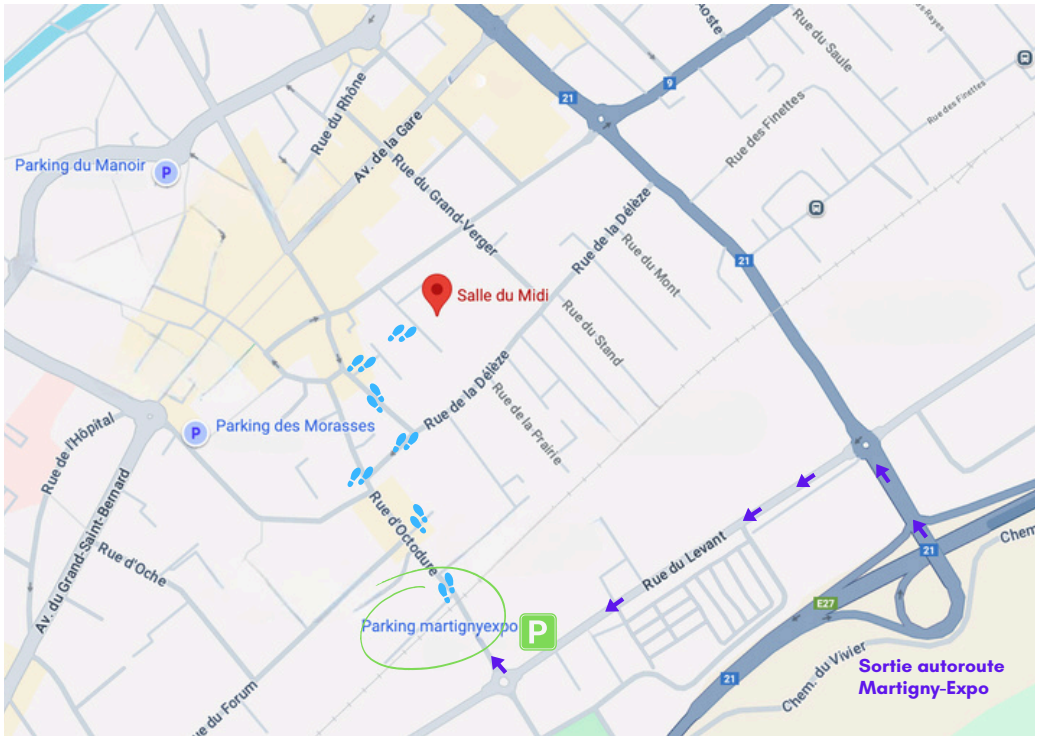 Rue du Saule
9
21
Rue du Rhône
Av. de la Gare
Rue des Finettes
Rue des Finettes
Parking du Manoir
P
Rue du Grand-Verger
Rue de la Délèze
Rue du Mont
21
Salle du Midi
Rue du Stand
Rue de la Délèze
Rue de la Prairie
P
Parking des Morasses
Rue de l'Hôpital
Av. du Grand-Saint-Bernard
Rue d'Octodure
Rue d'Oche
Rue du Levant
21
Chem.
E27
Parking martignyexpo
P
Chem. du Vivier
Sortie autoroute
Martigny-Expo
21
ue du Forum